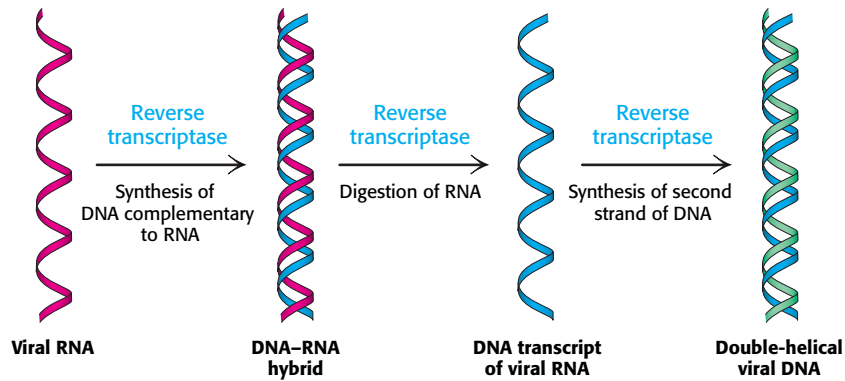 Reverse
transcriptase
Synthesis of
DNA complementary
to RNA
Reverse
transcriptase
Digestion of RNA
Reverse
transcriptase
Synthesis of second
strand of DNA
Viral RNA
DNA–RNA
hybrid
DNA transcript
of viral RNA
Double-helical
viral DNA